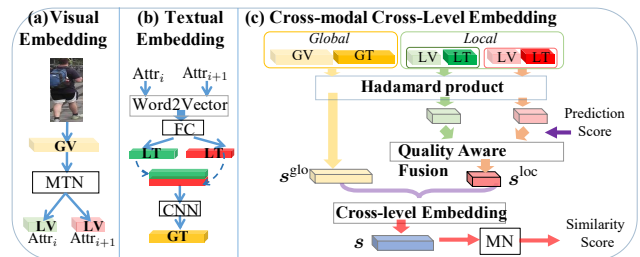 (a)Visual Embedding
GV
MTN
LV LV
Attr_i Attr_{i+1}
(b) Textual Embedding
Attr_i Attr_{i+1}
Word2Vector
FC
LT LT
CNN
GT
(c) Cross-modal Cross-Level Embedding
Global Local
GV GT LV LT LV LT
Hadamard product
Prediction Score
Quality Aware Fusion
s^glo s^loc
Cross-level Embedding
s MN Similarity Score